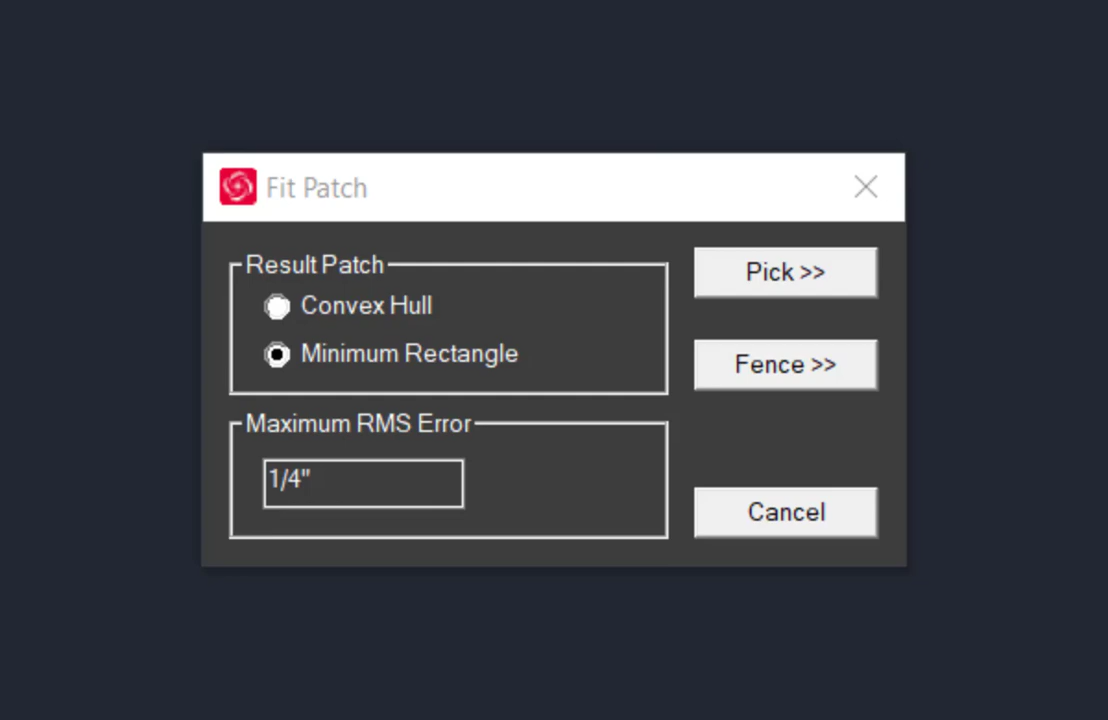 Fit Patch
Result Patch
Convex Hull
Minimum Rectangle
Maximum RMS Error
1/4"
Pick >>
Fence >>
Cancel